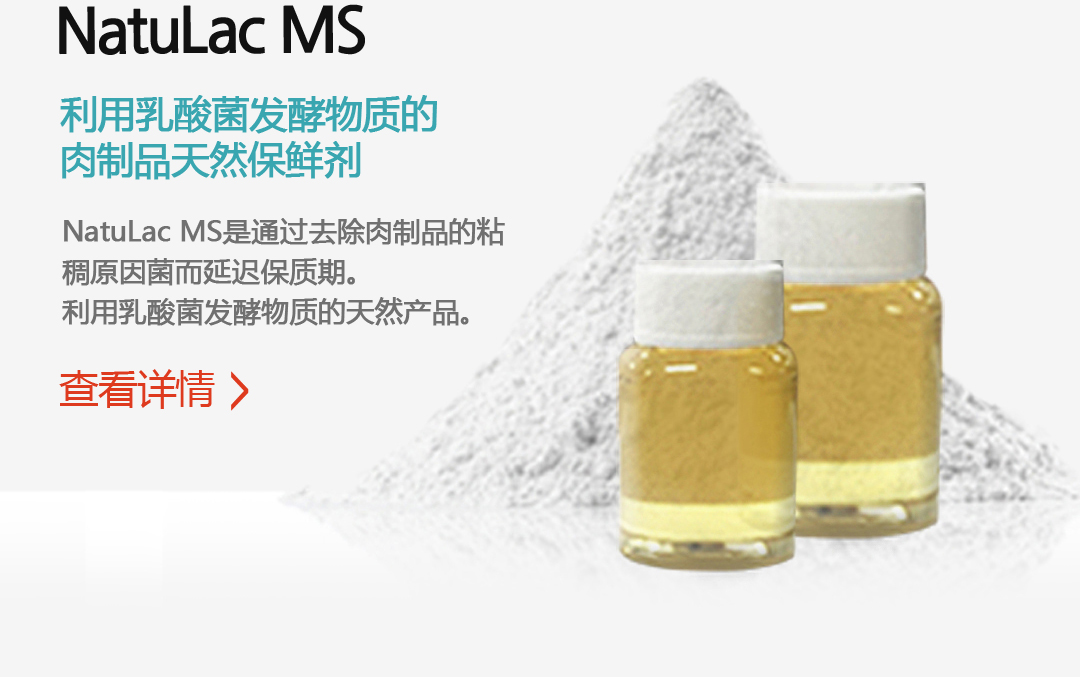 NatuLac MS
利用乳酸菌发酵物质的
肉制品天然保鲜剂
NatuLac MS是通过去除肉制品的粘
稠原因菌而延迟保质期。
利用乳酸菌发酵物质的天然产品。
查看详情 >